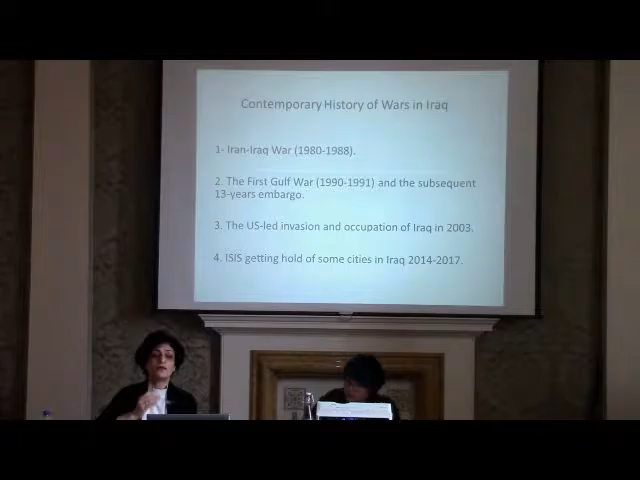 Contemporary History of Wars in Iraq
1- Iran-Iraq War (1980-1988).
2. The First Gulf War (1990-1991) and the subsequent
13-years embargo.
3. The US-led invasion and occupation of Iraq in 2003.
4. ISIS getting hold of some cities in Iraq 2014-2017.